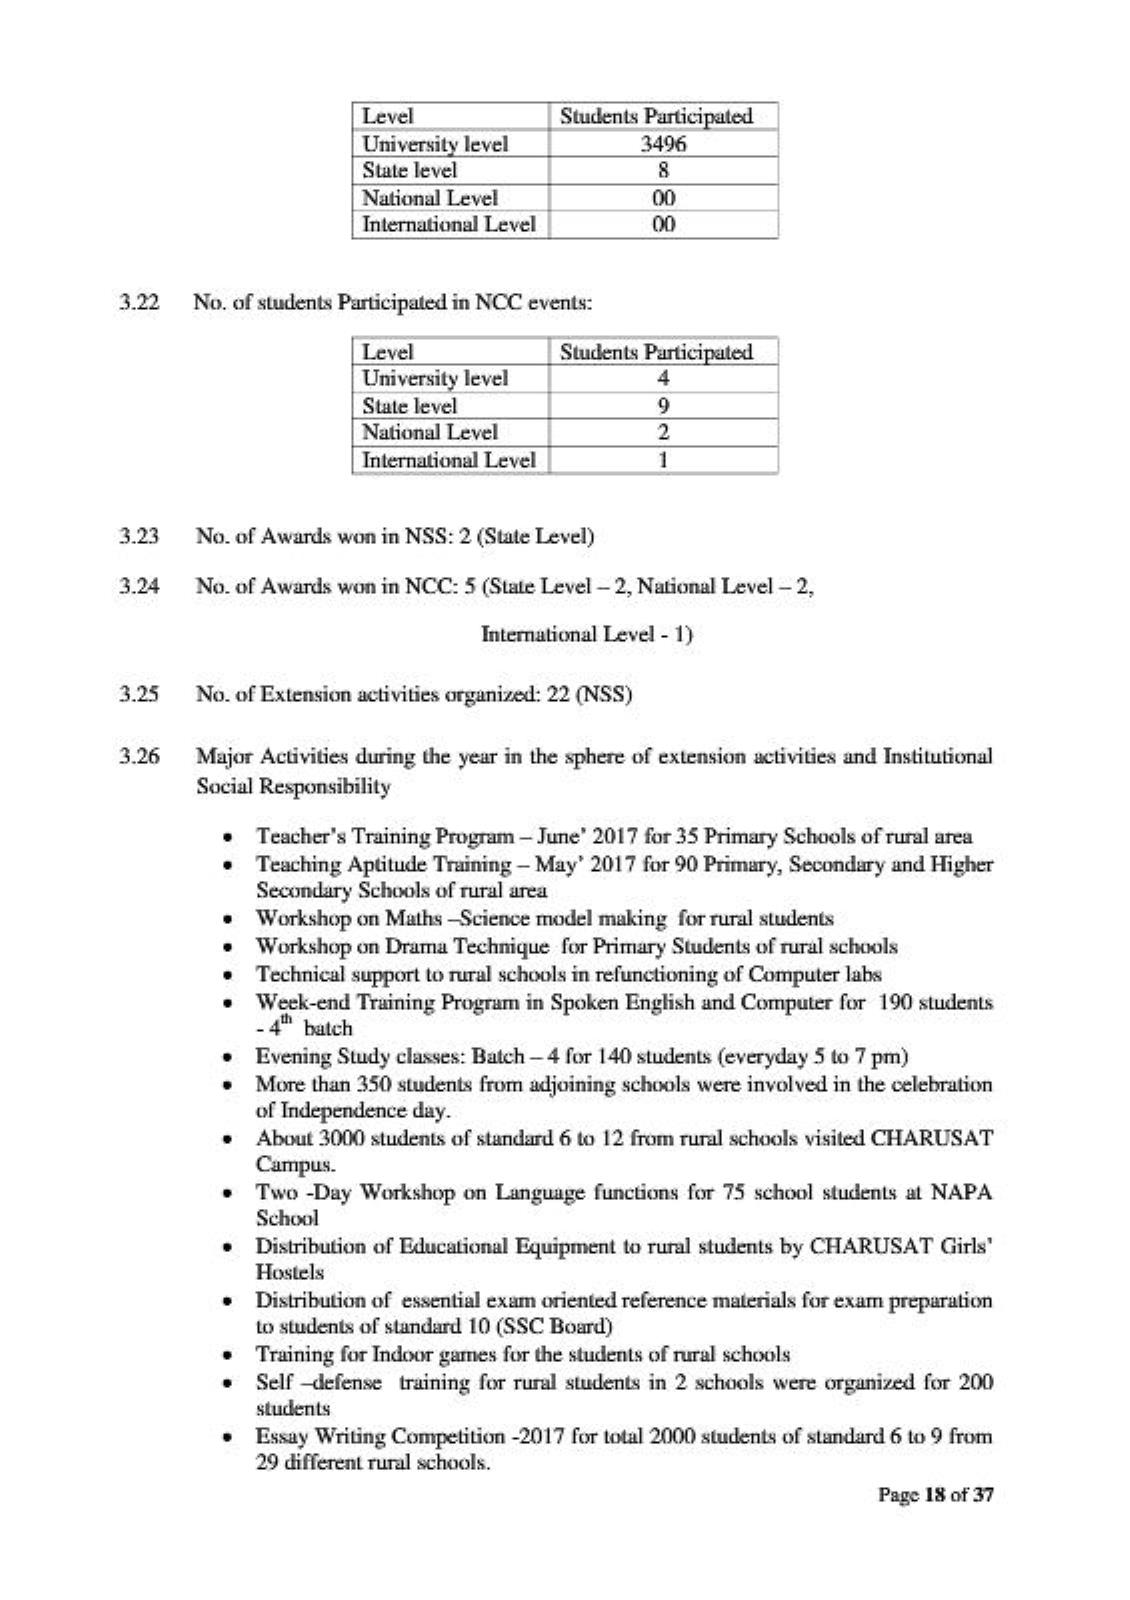 Level Students Participated
University level 3496
State level 8
National Level 00
International Level 00
3.22 No. of students Participated in NCC events:
Level Students Participated
University level 4
State level 9
National Level 2
International Level 1
3.23 No. of Awards won in NSS: 2 (State Level)
3.24 No. of Awards won in NCC: 5 (State Level – 2, National Level – 2,
International Level - 1)
3.25 No. of Extension activities organized: 22 (NSS)
3.26 Major Activities during the year in the sphere of extension activities and Institutional
Social Responsibility
• Teacher's Training Program – June' 2017 for 35 Primary Schools of rural area
• Teaching Aptitude Training – May' 2017 for 90 Primary, Secondary and Higher
Secondary Schools of rural area
• Workshop on Maths –Science model making for rural students
• Workshop on Drama Technique for Primary Students of rural schools
• Technical support to rural schools in refunctioning of Computer labs
• Week-end Training Program in Spoken English and Computer for 190 students
- 4th batch
• Evening Study classes: Batch – 4 for 140 students (everyday 5 to 7 pm)
• More than 350 students from adjoining schools were involved in the celebration
of Independence day.
• About 3000 students of standard 6 to 12 from rural schools visited CHARUSAT
Campus.
• Two -Day Workshop on Language functions for 75 school students at NAPA
School
• Distribution of Educational Equipment to rural students by CHARUSAT Girls'
Hostels
• Distribution of essential exam oriented reference materials for exam preparation
to students of standard 10 (SSC Board)
• Training for Indoor games for the students of rural schools
• Self –defense training for rural students in 2 schools were organized for 200
students
• Essay Writing Competition -2017 for total 2000 students of standard 6 to 9 from
29 different rural schools.
Page 18 of 37